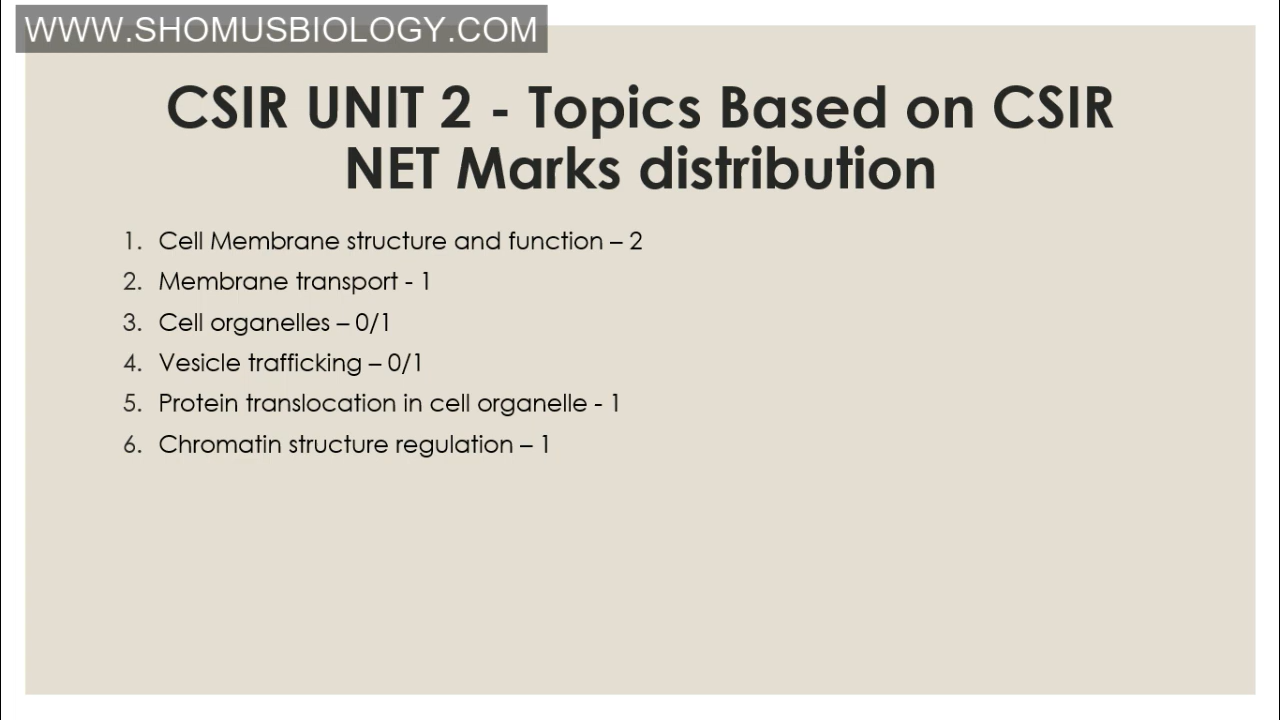 WWW.SHOMUSBIOLOGY.COM
CSIR UNIT 2 - Topics Based on CSIR
NET Marks distribution
1. Cell Membrane structure and function – 2
2. Membrane transport - 1
3. Cell organelles – 0/1
4. Vesicle trafficking – 0/1
5. Protein translocation in cell organelle - 1
6. Chromatin structure regulation – 1